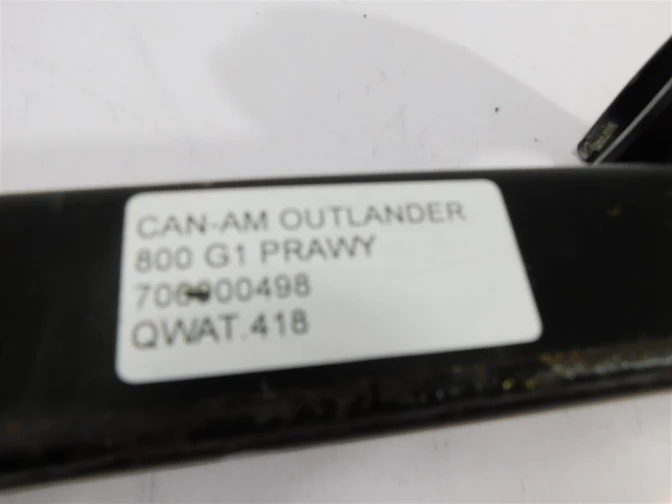 CAN-AM OUTLANDER
800 G1 PRAWY
QWAT.418